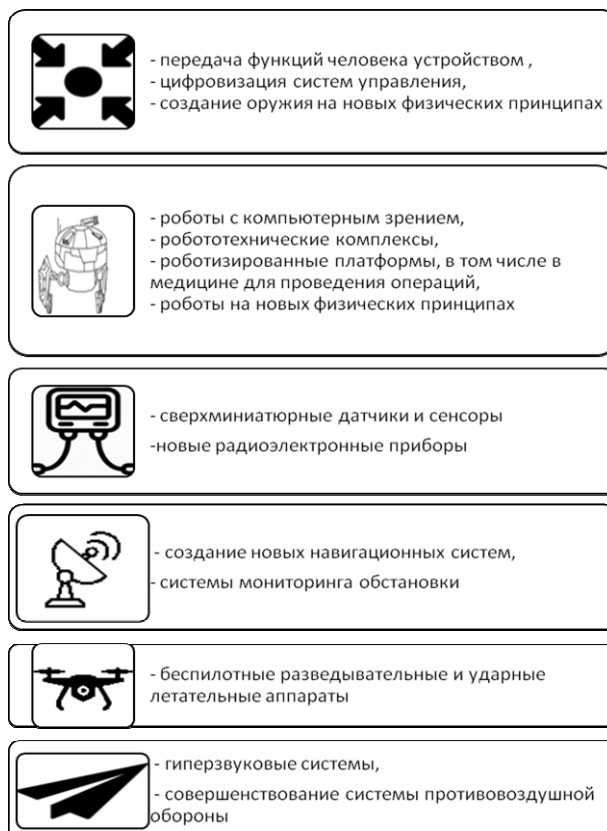 - передача функций человека устройством ,
- цифровизация систем управления,
- создание оружия на новых физических принципах
- роботы с компьютерным зрением,
- робототехнические комплексы,
- роботизированные платформы, в том числе в
медицине для проведения операций,
- роботы на новых физических принципах
- сверхминиатюрные датчики и сенсоры
-новые радиоэлектронные приборы
- создание новых навигационных систем,
- системы мониторинга обстановки
- беспилотные разведывательные и ударные
летательные аппараты
- гиперзвуковые системы,
- совершенствование системы противовоздушной
обороны